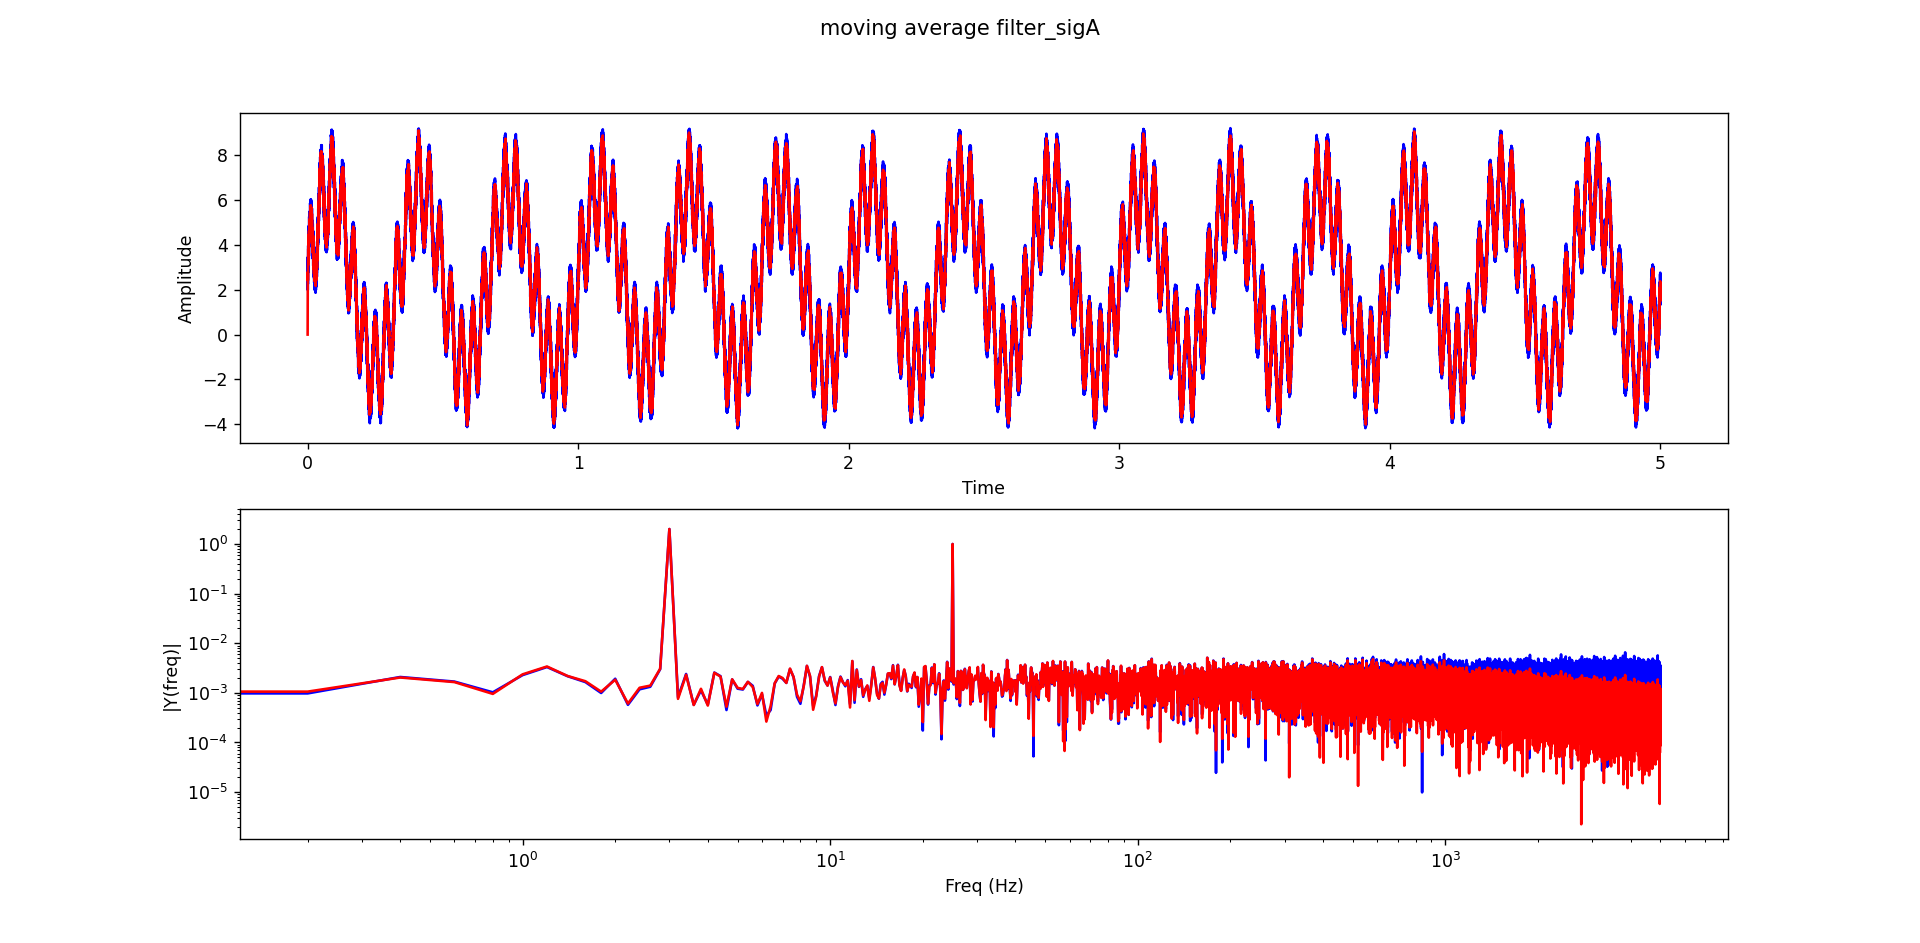 moving average filter_sigA
Amplitude
8
6
4
2
0
−2
−4
0 1 2 3 4 5
Time
|Y(freq)|
10⁰
10⁻¹
10⁻²
10⁻³
10⁻⁴
10⁻⁵
10⁰ 10¹ 10² 10³
Freq (Hz)